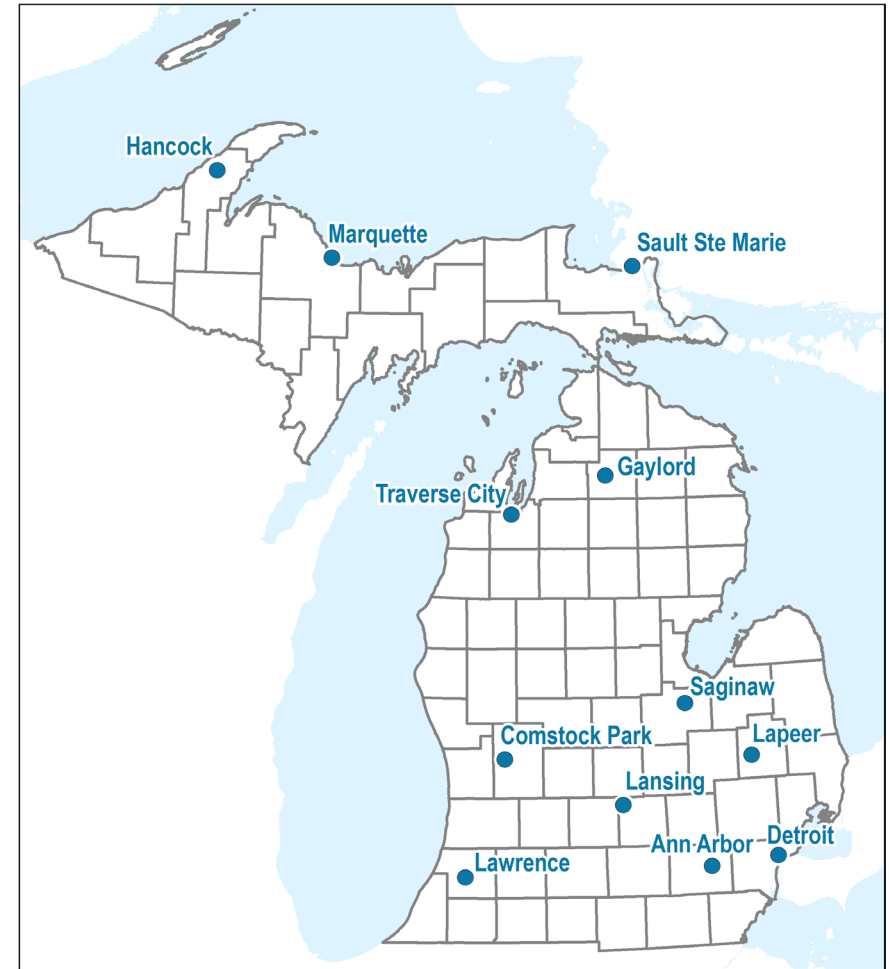 Hancock
Marquette
Sault Ste Marie
Gaylord
Traverse City
Saginaw
Comstock Park
Lapeer
Lansing
Detroit
Ann Arbor
Lawrence